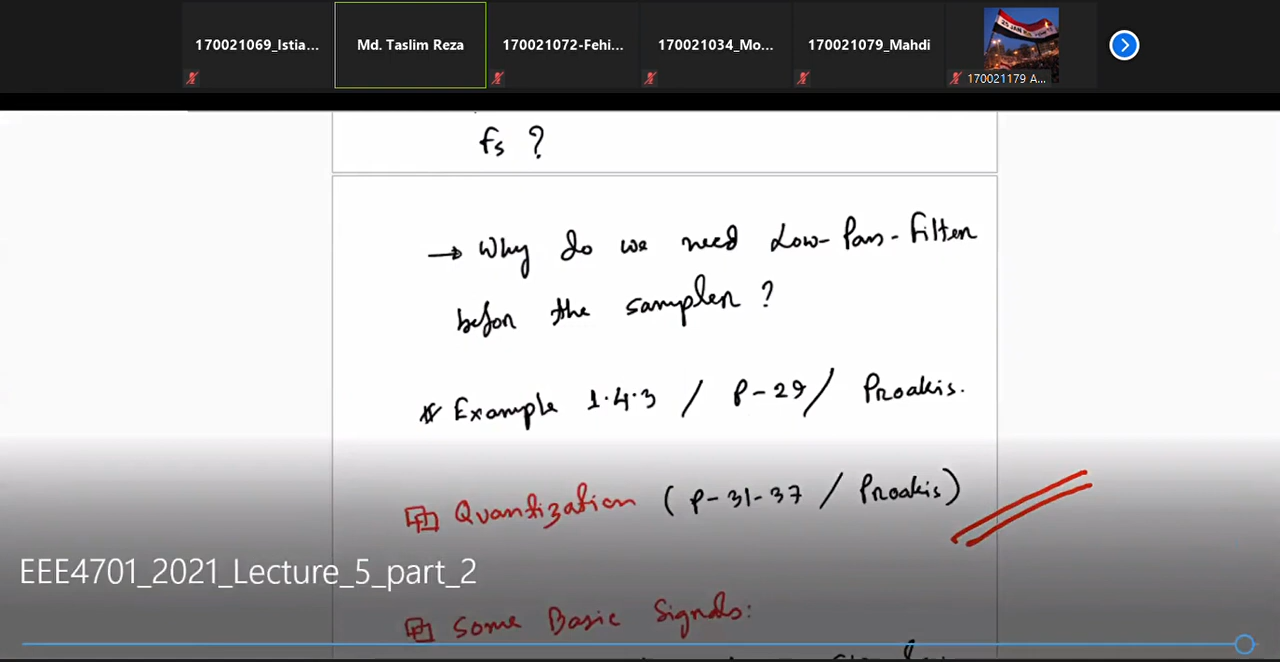 170021069_Istia...
Md. Taslim Reza
170021072-Fehi...
170021034_Mo...
170021079_Mahdi
170021179 A...
fs ?
→ Why do we need Low-Pass-Filter
before the sampler ?
* Example 1.4.3 / P-29/ Proakis.
Quantization (P-31-37 / Proakis)
EEE4701_2021_Lecture_5_part_2
Some Basic Signals: